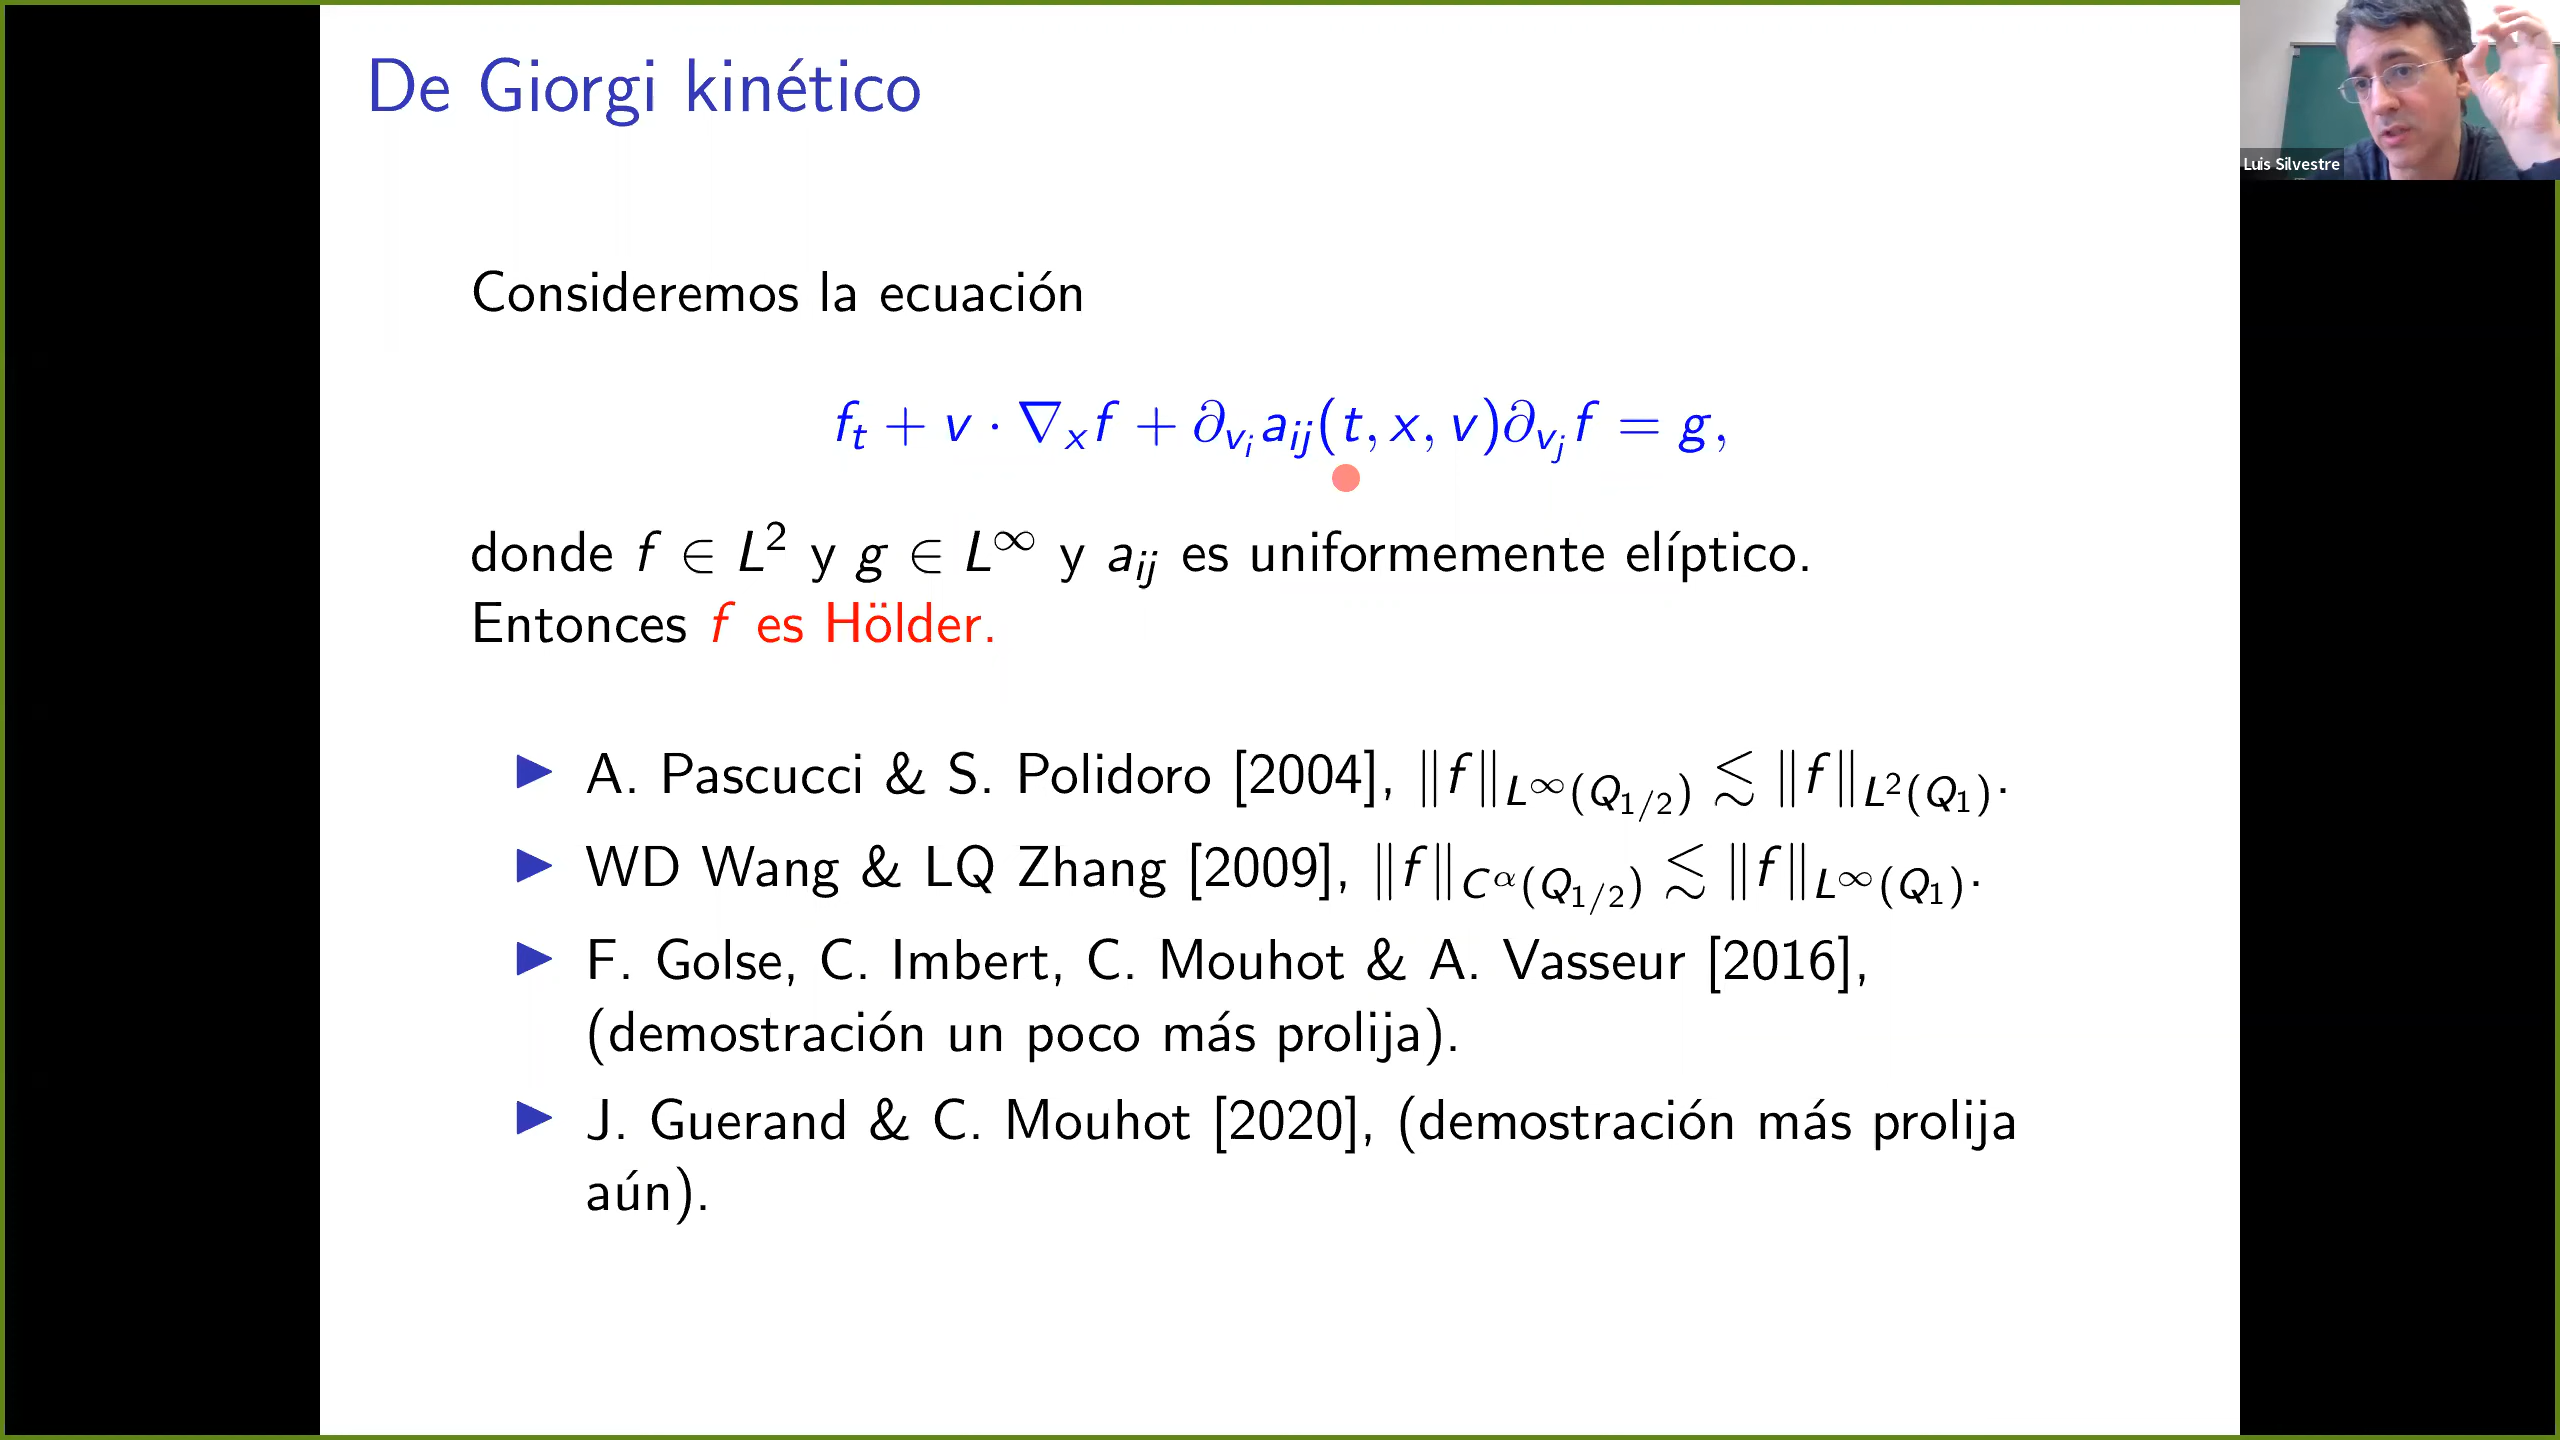 De Giorgi kinético
Luis Silvestre
Consideremos la ecuación
f_t + v · ∇_x f + ∂_{v_i} a_{ij}(t, x, v)∂_{v_j} f = g,
donde f ∈ L² y g ∈ L^∞ y a_{ij} es uniformemente elíptico.
Entonces f es Hölder.
▶ A. Pascucci & S. Polidoro [2004], ‖f‖_{L^∞(Q_{1/2})} ≲ ‖f‖_{L²(Q_1)}.
▶ WD Wang & LQ Zhang [2009], ‖f‖_{C^α(Q_{1/2})} ≲ ‖f‖_{L^∞(Q_1)}.
▶ F. Golse, C. Imbert, C. Mouhot & A. Vasseur [2016],
(demostración un poco más prolija).
▶ J. Guerand & C. Mouhot [2020], (demostración más prolija
aún).